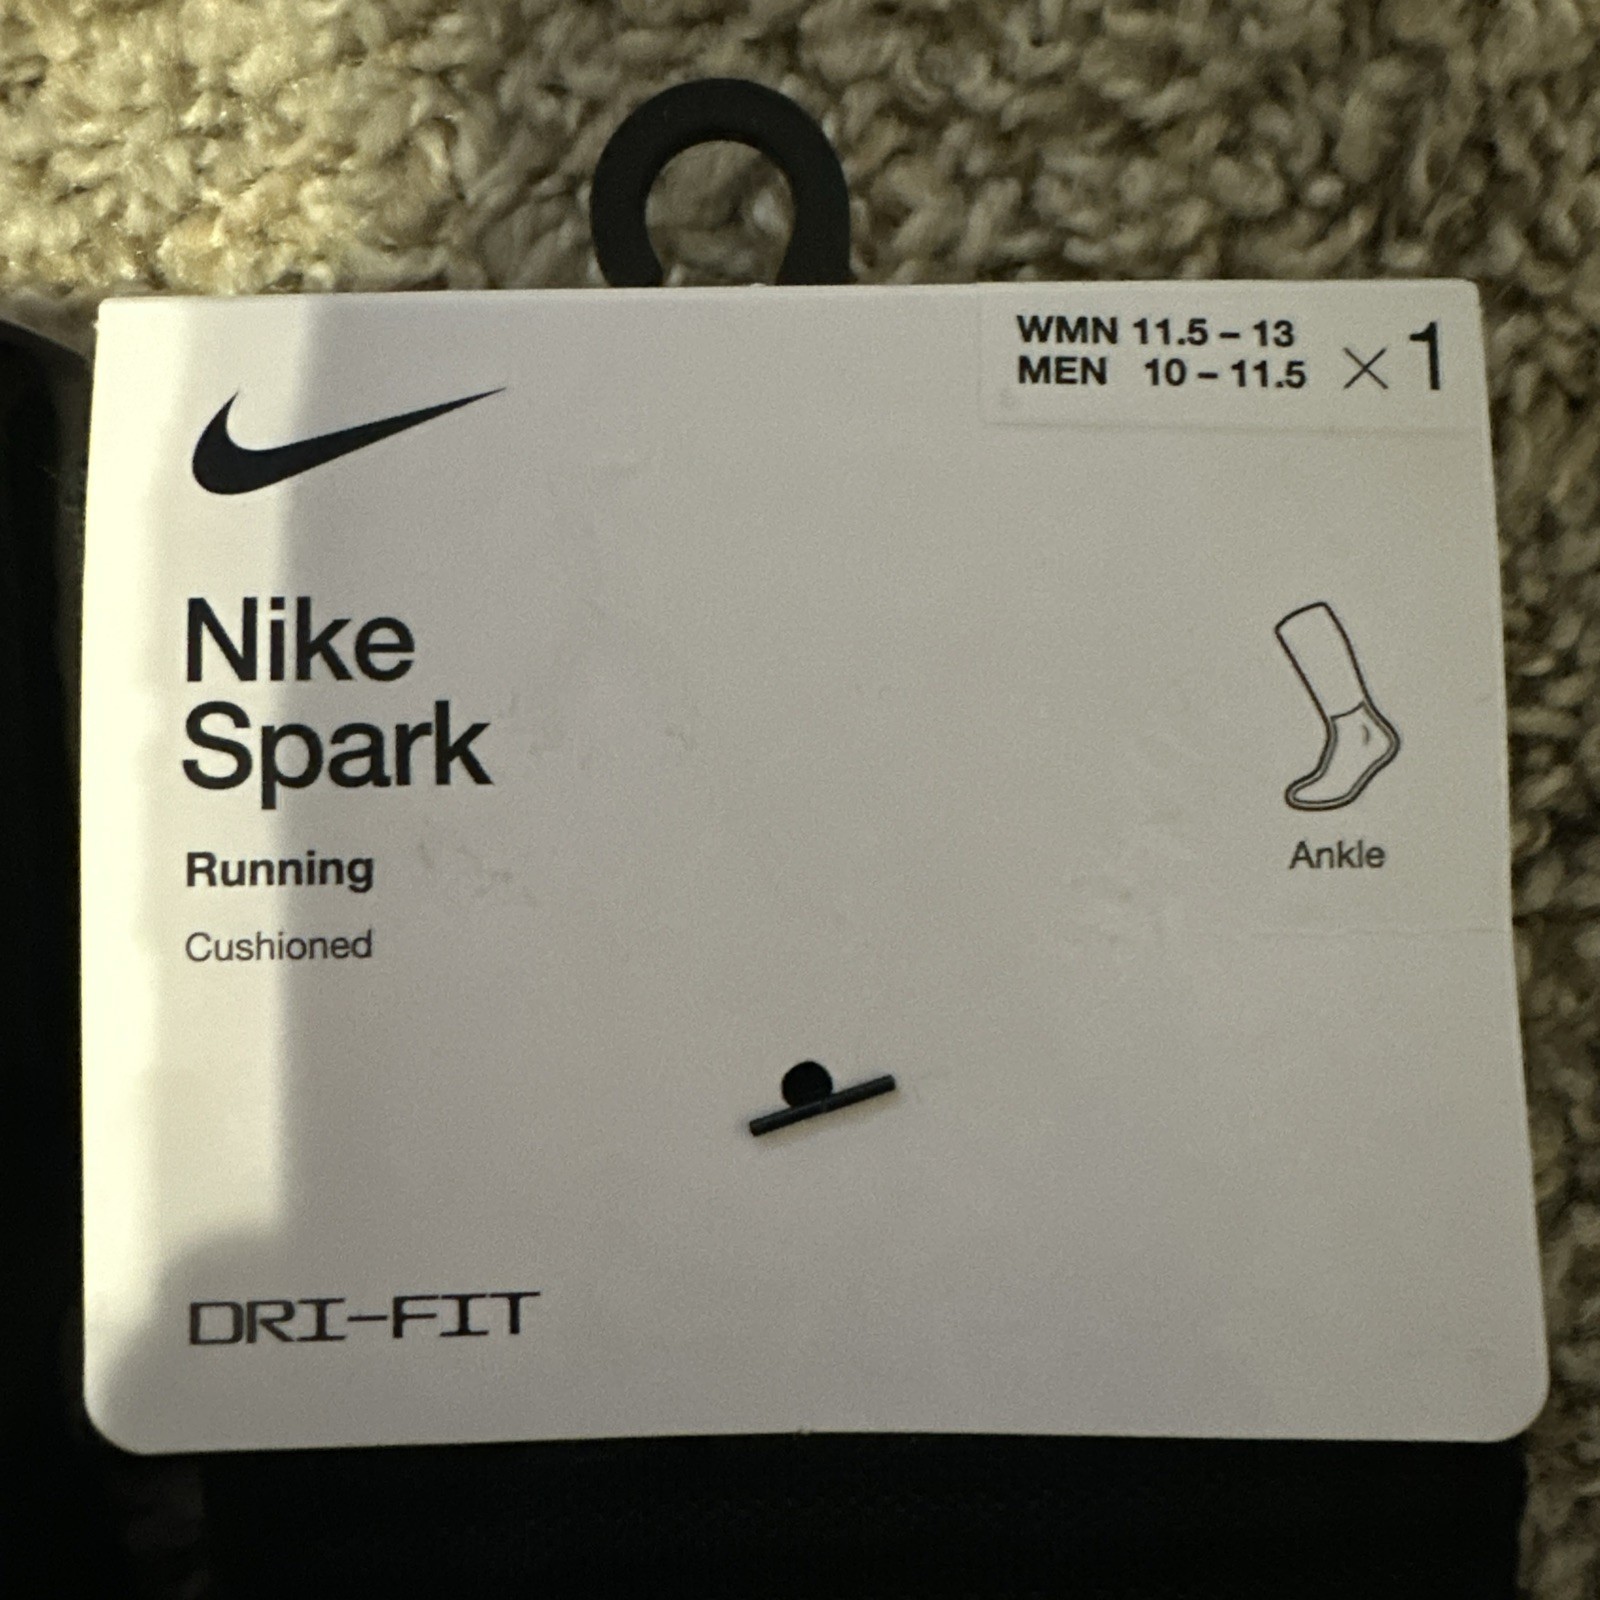 WMN 11.5 – 13
MEN 10 – 11.5 × 1
Nike
Spark
Running
Cushioned
Ankle
DRI-FIT